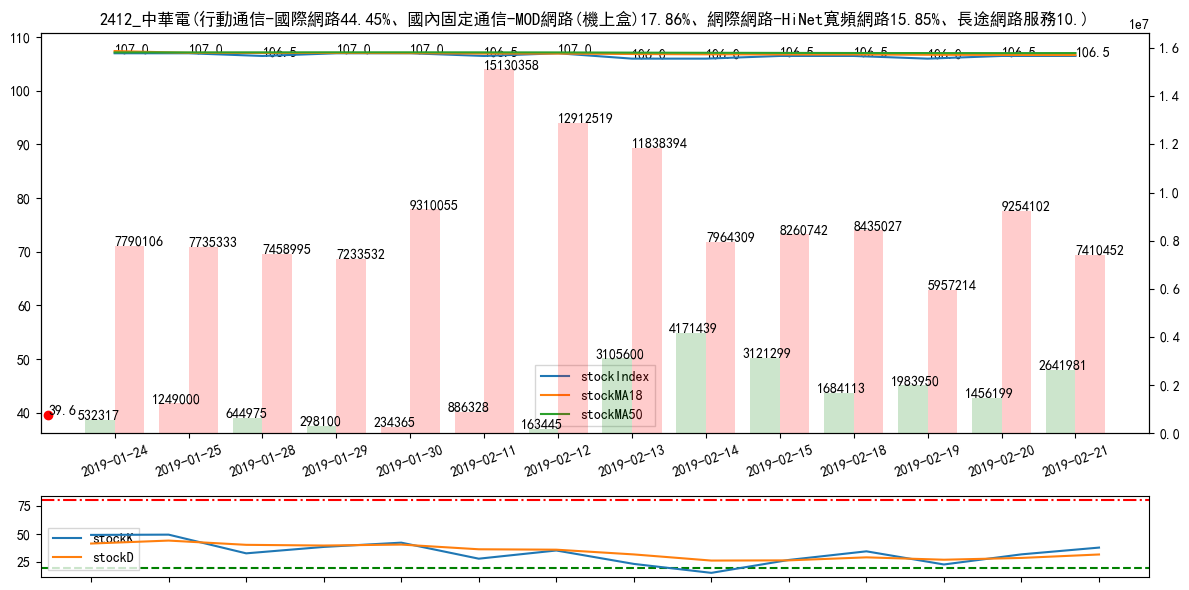 2412_中華電(行動通信-國際網路44.45%、國內固定通信-MOD網路(機上盒)17.86%、網際網路-HiNet寬頻網路15.85%、長途網路服務10.)
1e7
110
100
90
80
70
60
50
40
1.6
1.4
1.2
1.0
0.8
0.6
0.4
0.2
0.0
107.0 107.0 106.5 107.0 107.0 106.5 107.0 106.0 106.0 106.5 106.5 106.0 106.5 106.5
7790106 7735333 7458995 7233532 9310055 15130358 12912519 11838394 7964309 8260742 8435027 5957214 9254102 7410452
39.6
532317 1249000 644975 298100 234365 886328 163445 3105600 4171439 3121299 1684113 1983950 1456199 2641981
stockIndex
stockMA18
stockMA50
2019-01-24 2019-01-25 2019-01-28 2019-01-29 2019-01-30 2019-02-11 2019-02-12 2019-02-13 2019-02-14 2019-02-15 2019-02-18 2019-02-19 2019-02-20 2019-02-21
75
50
25
stockK
stockD